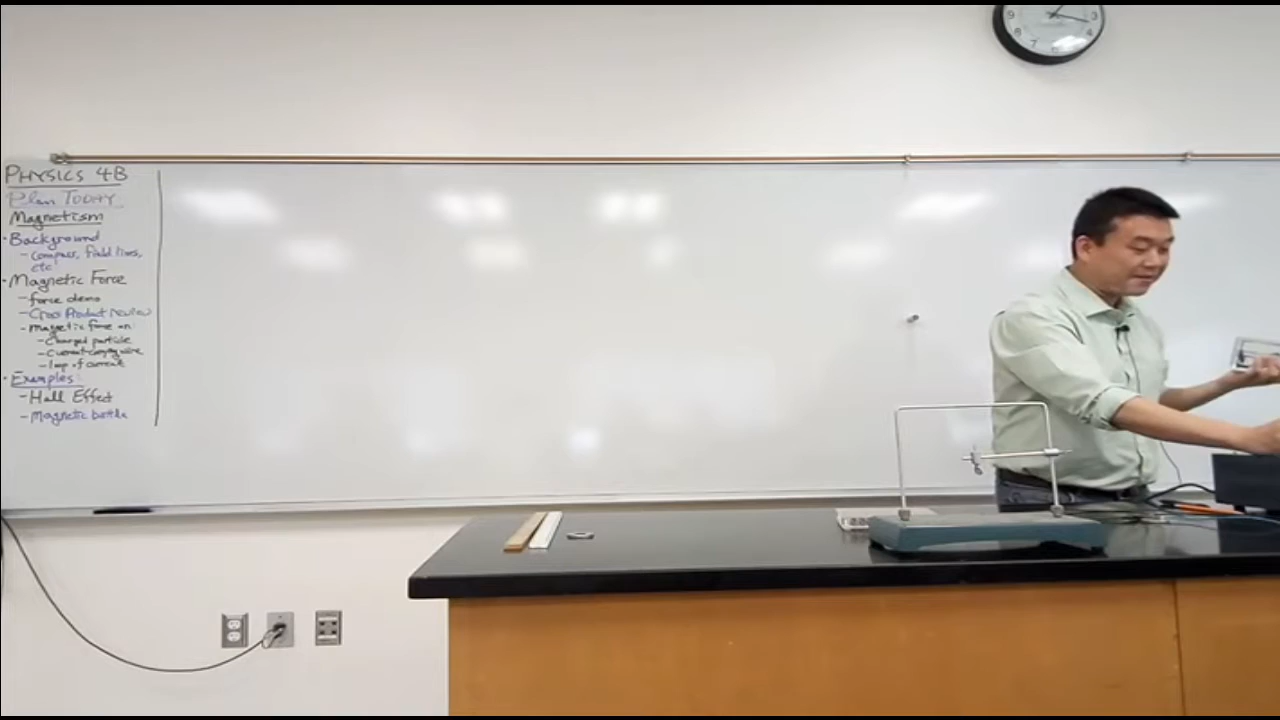 PHYSICS 4B
Plan TODAY
Magnetism
• Background
- Compass, field lines,
etc
• Magnetic Force
- force demo
- Cross Product review
- Magnetic force on:
- Charged particle
- Current carrying wire
- loop of current
• Examples:
- Hall Effect
- Magnetic bottle